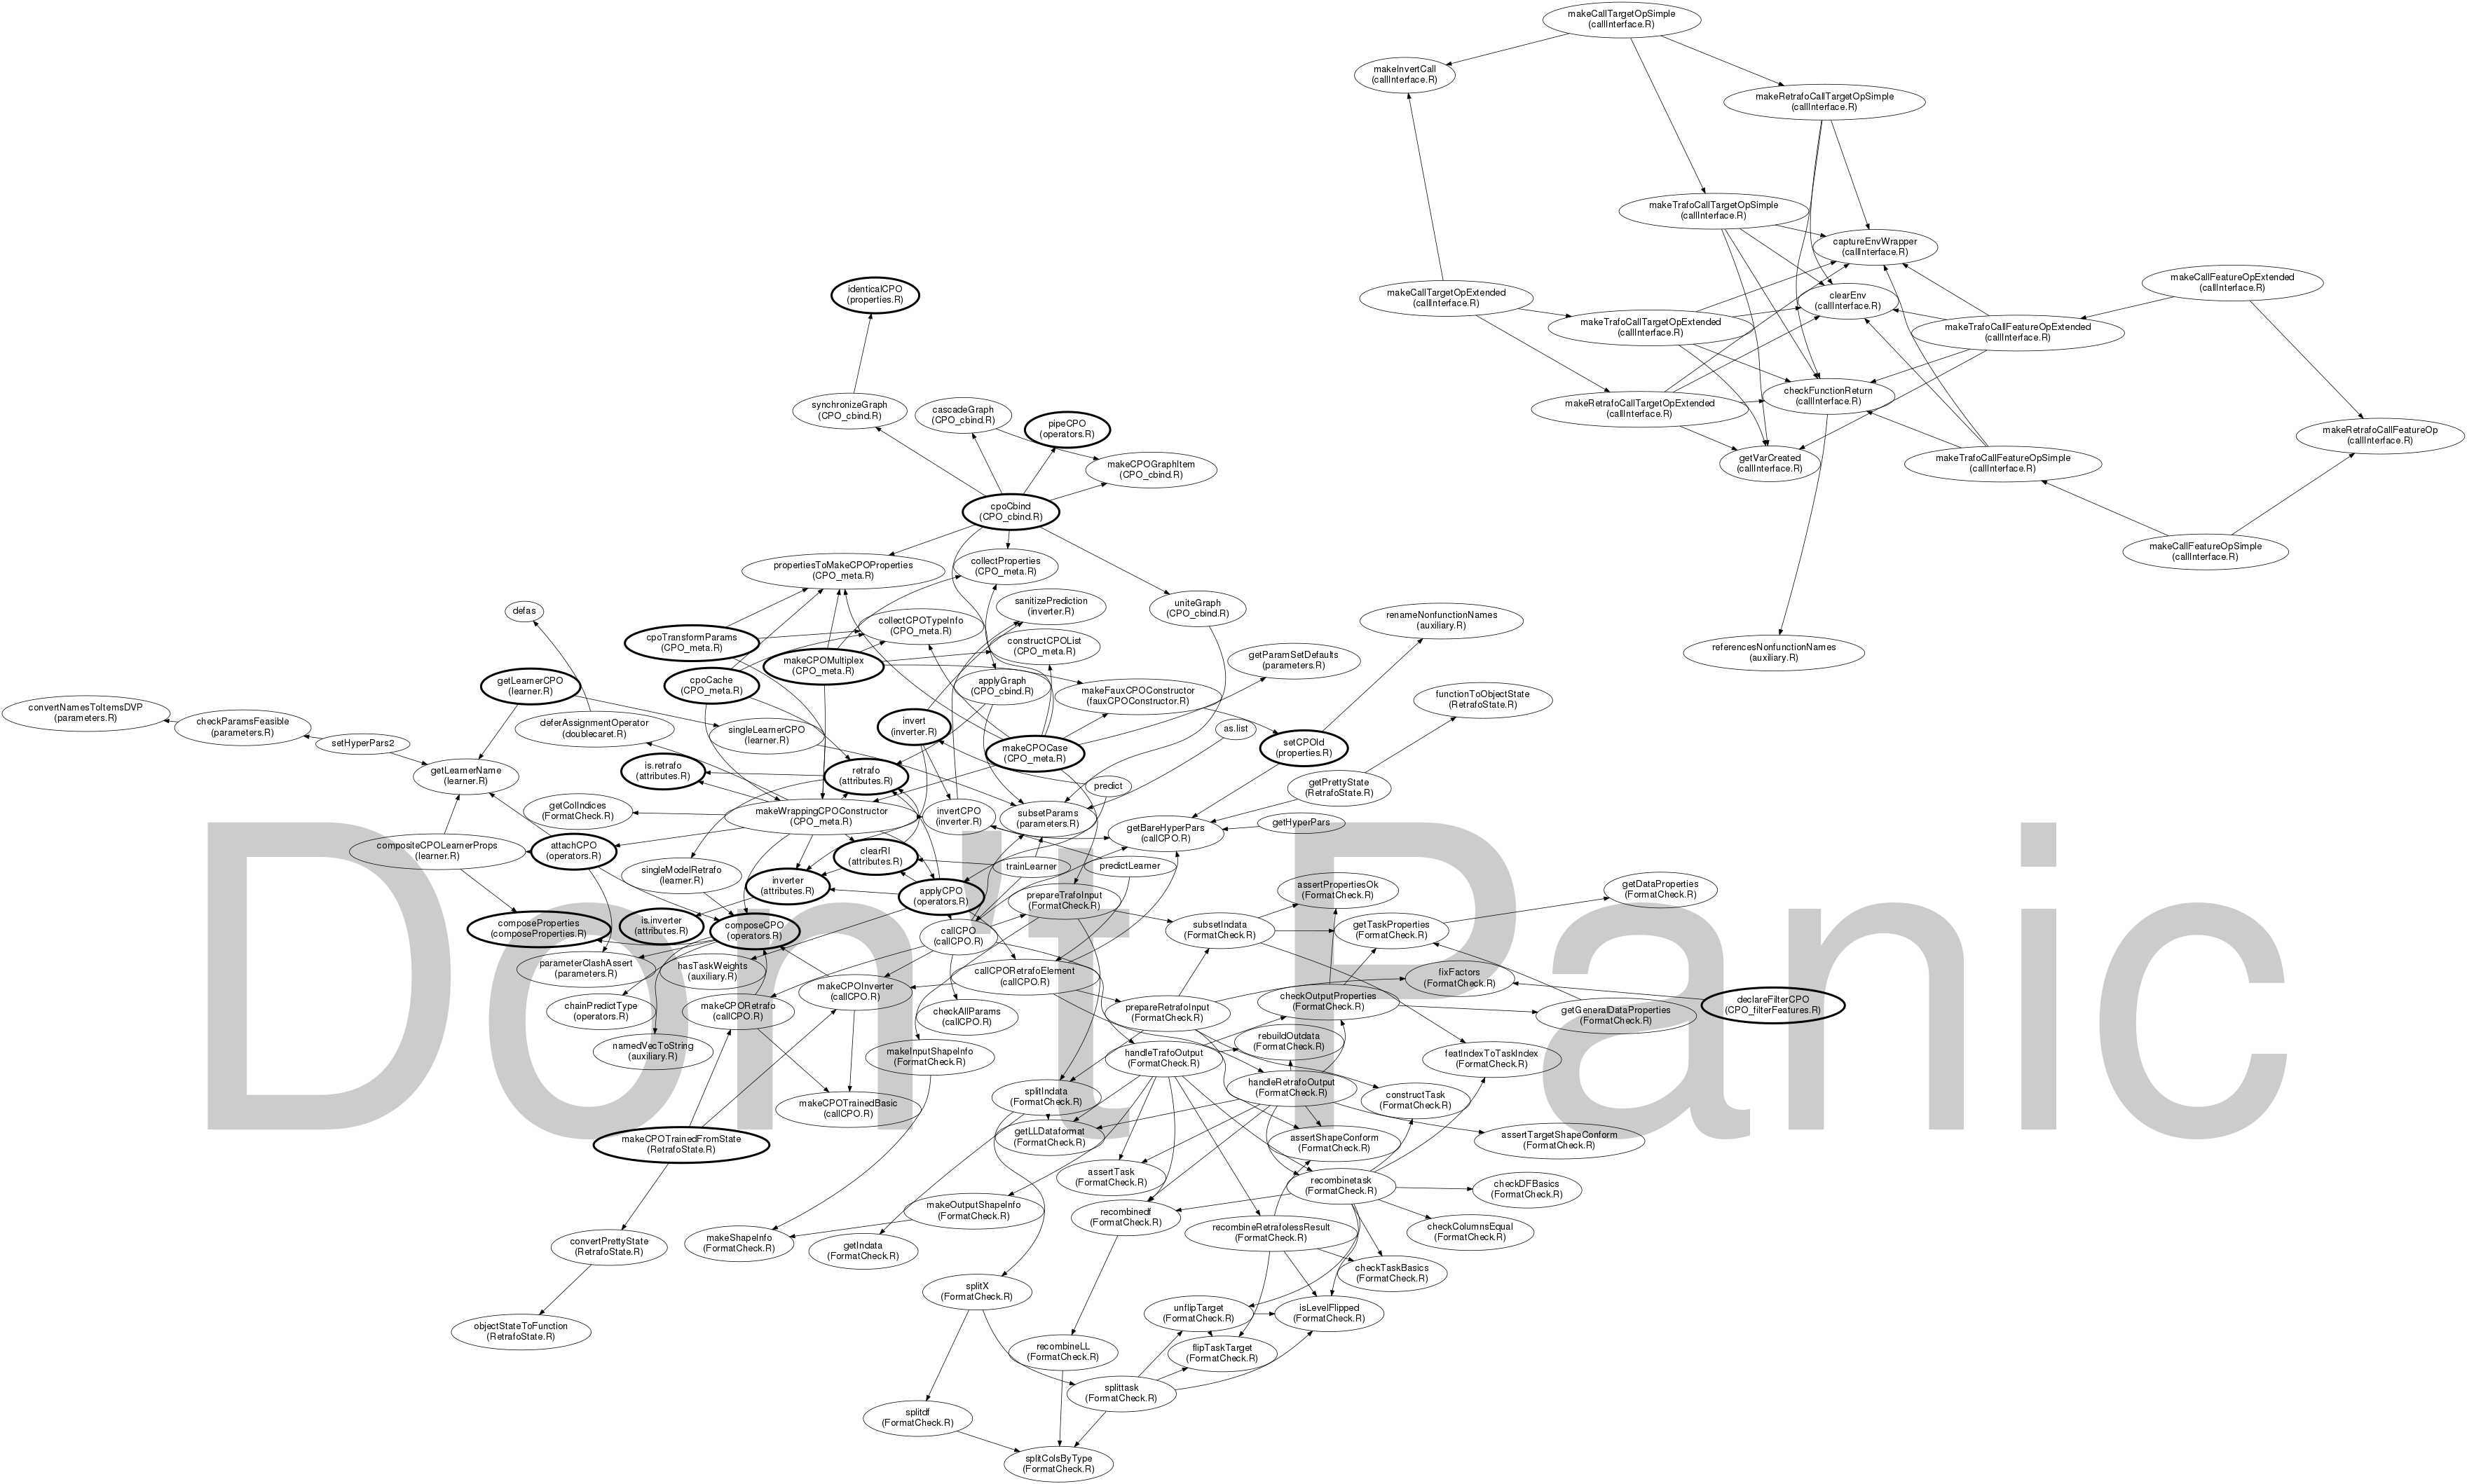 makeCallTargetOpSimple
(callInterface.R)
makeInvertCall
(callInterface.R)
makeRetrafoCallTargetOpSimple
(callInterface.R)
makeTrafoCallTargetOpSimple
(callInterface.R)
captureEnvWrapper
(callInterface.R)
makeCallFeatureOpExtended
(callInterface.R)
identicalCPO
(properties.R)
makeCallTargetOpExtended
(callInterface.R)
clearEnv
(callInterface.R)
makeTrafoCallTargetOpExtended
(callInterface.R)
makeTrafoCallFeatureOpExtended
(callInterface.R)
checkFunctionReturn
(callInterface.R)
synchronizeGraph
(CPO_cbind.R)
cascadeGraph
(CPO_cbind.R)
makeRetrafoCallTargetOpExtended
(callInterface.R)
pipeCPO
(operators.R)
makeRetrafoCallFeatureOp
(callInterface.R)
makeCPOGraphItem
(CPO_cbind.R)
getVarCreated
(callInterface.R)
makeTrafoCallFeatureOpSimple
(callInterface.R)
cpoCbind
(CPO_cbind.R)
makeCallFeatureOpSimple
(callInterface.R)
propertiesToMakeCPOProperties
(CPO_meta.R)
collectProperties
(CPO_meta.R)
defas
sanitizePrediction
(inverter.R)
uniteGraph
(CPO_cbind.R)
renameNonfunctionNames
(auxiliary.R)
cpoTransformParams
(CPO_meta.R)
collectCPOTypeInfo
(CPO_meta.R)
constructCPOList
(CPO_meta.R)
referencesNonfunctionNames
(auxiliary.R)
makeCPOMultiplex
(CPO_meta.R)
getParamSetDefaults
(parameters.R)
getLearnerCPO
(learner.R)
cpoCache
(CPO_meta.R)
applyGraph
(CPO_cbind.R)
makeFauxCPOConstructor
(fauxCPOConstructor.R)
functionToObjectState
(RetrafoState.R)
convertNamesToItemsDVP
(parameters.R)
checkParamsFeasible
(parameters.R)
deferAssignmentOperator
(doublecaret.R)
singleLearnerCPO
(learner.R)
invert
(inverter.R)
as.list
setHyperPars2
makeCPOCase
(CPO_meta.R)
setCPOId
(properties.R)
getLearnerName
(learner.R)
is.retrafo
(attributes.R)
retrafo
(attributes.R)
predict
getPrettyState
(RetrafoState.R)
getColIndices
(FormatCheck.R)
makeWrappingCPOConstructor
(CPO_meta.R)
invertCPO
(inverter.R)
subsetParams
(parameters.R)
getBareHyperPars
(callCPO.R)
getHyperPars
compositeCPOLearnerProps
(learner.R)
attachCPO
(operators.R)
clearRI
(attributes.R)
trainLearner
predictLearner
singleModelRetrafo
(learner.R)
inverter
(attributes.R)
applyCPO
(operators.R)
prepareTrafoInput
(FormatCheck.R)
assertPropertiesOk
(FormatCheck.R)
getDataProperties
(FormatCheck.R)
composeProperties
(composeProperties.R)
is.inverter
(attributes.R)
composeCPO
(operators.R)
callCPO
(callCPO.R)
subsetIndata
(FormatCheck.R)
getTaskProperties
(FormatCheck.R)
parameterClashAssert
(parameters.R)
hasTaskWeights
(auxiliary.R)
callCPORetrafoElement
(callCPO.R)
fixFactors
(FormatCheck.R)
makeCPOInverter
(callCPO.R)
chainPredictType
(operators.R)
makeCPORetrafo
(callCPO.R)
checkAllParams
(callCPO.R)
prepareRetrafoInput
(FormatCheck.R)
checkOutputProperties
(FormatCheck.R)
getGeneralDataProperties
(FormatCheck.R)
declareFilterCPO
(CPO_filterFeatures.R)
namedVecToString
(auxiliary.R)
makeInputShapeInfo
(FormatCheck.R)
handleTrafoOutput
(FormatCheck.R)
rebuildOutdata
(FormatCheck.R)
featIndexToTaskIndex
(FormatCheck.R)
makeCPOTrainedBasic
(callCPO.R)
splitIndata
(FormatCheck.R)
handleRetrafoOutput
(FormatCheck.R)
constructTask
(FormatCheck.R)
makeCPOTrainedFromState
(RetrafoState.R)
getLLDataformat
(FormatCheck.R)
assertShapeConform
(FormatCheck.R)
assertTargetShapeConform
(FormatCheck.R)
assertTask
(FormatCheck.R)
recombinetask
(FormatCheck.R)
checkDFBasics
(FormatCheck.R)
makeOutputShapeInfo
(FormatCheck.R)
recombinedf
(FormatCheck.R)
recombineRetrafolessResult
(FormatCheck.R)
checkColumnsEqual
(FormatCheck.R)
convertPrettyState
(RetrafoState.R)
makeShapeInfo
(FormatCheck.R)
getIndata
(FormatCheck.R)
checkTaskBasics
(FormatCheck.R)
splitX
(FormatCheck.R)
unflipTarget
(FormatCheck.R)
isLevelFlipped
(FormatCheck.R)
objectStateToFunction
(RetrafoState.R)
recombineLL
(FormatCheck.R)
flipTaskTarget
(FormatCheck.R)
splittask
(FormatCheck.R)
splitdf
(FormatCheck.R)
splitColsByType
(FormatCheck.R)
Don't Panic